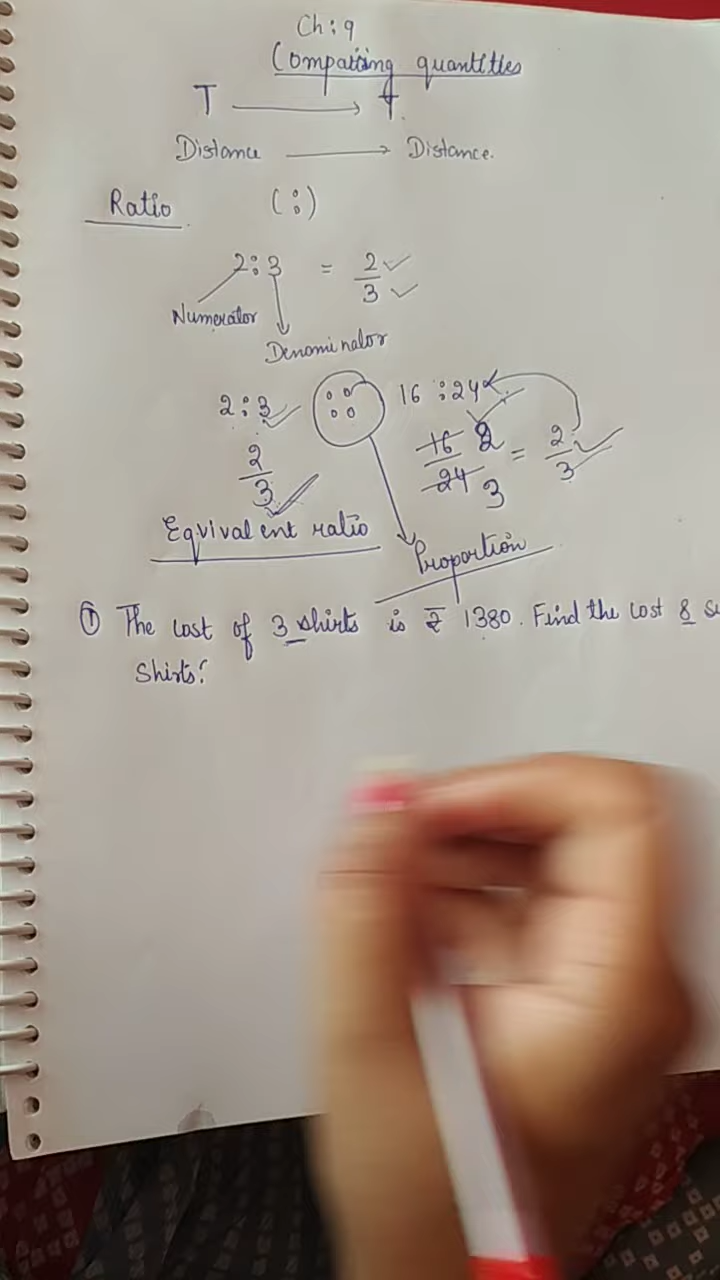 Ch : 9
Comparing quantities
T → T
Distance → Distance.
Ratio ( : )
2 : 3 = 2/3
Numerator
Denominator
2 : 3 :: 16 : 24
2/3 16/24 2/3 = 2/3
Equivalent ratio
Proportion
① The cost of 3 shirts is ₹ 1380. Find the cost 8
Shirts?